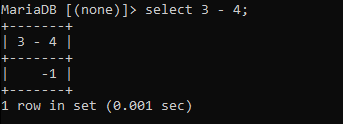 MariaDB [(none)]> select 3 - 4;
+-------+
| 3 - 4 |
+-------+
|    -1 |
+-------+
1 row in set (0.001 sec)